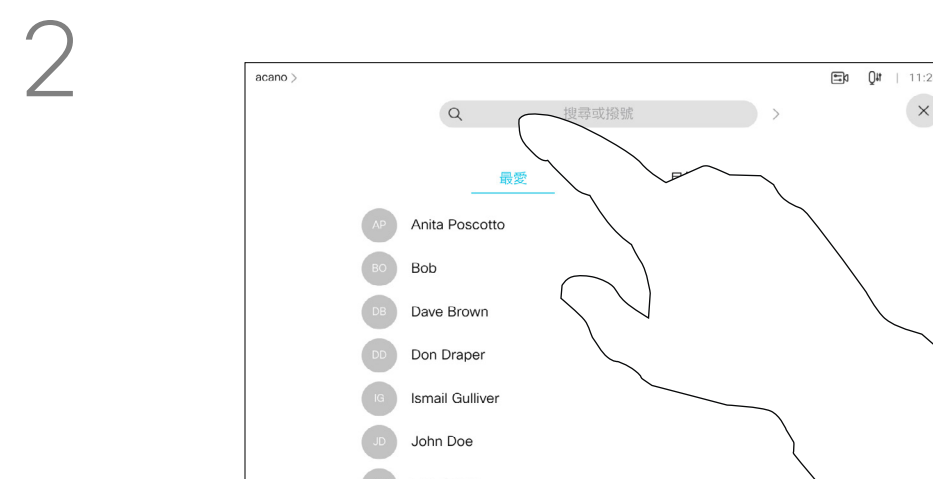 2
acano >
11:2
搜尋或撥號 >
最愛
AP Anita Poscotto
BO Bob
DB Dave Brown
DD Don Draper
IG Ismail Gulliver
JD John Doe